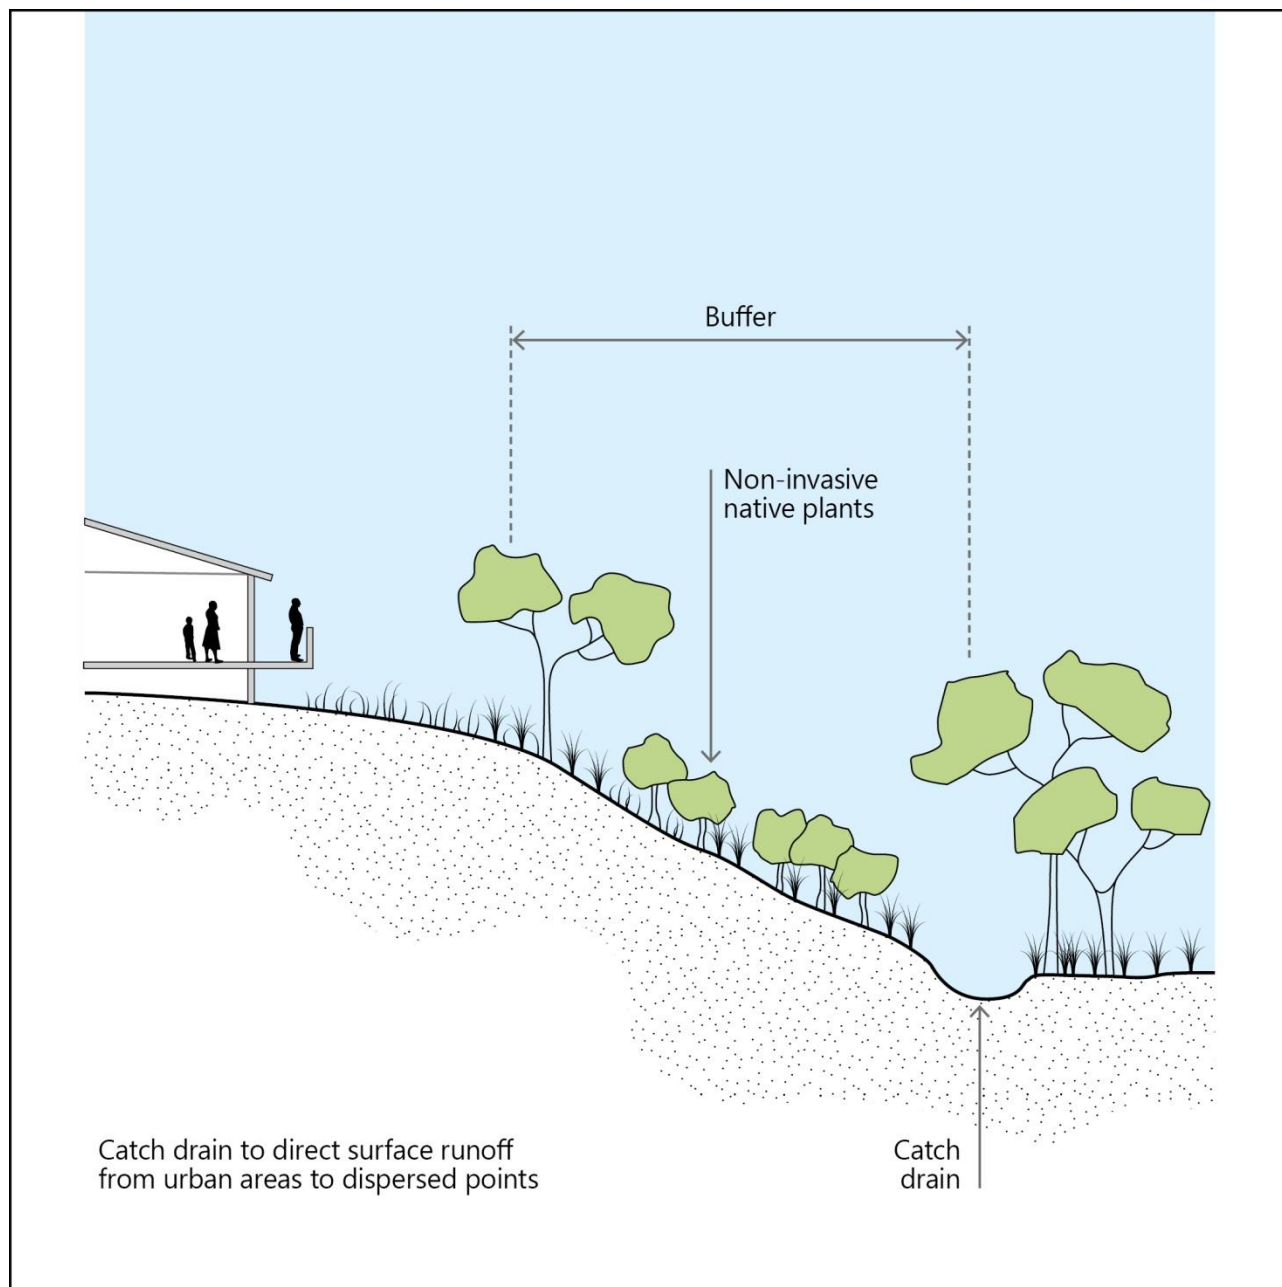 Buffer
Non-invasive
native plants
Catch drain to direct surface runoff
from urban areas to dispersed points
Catch
drain